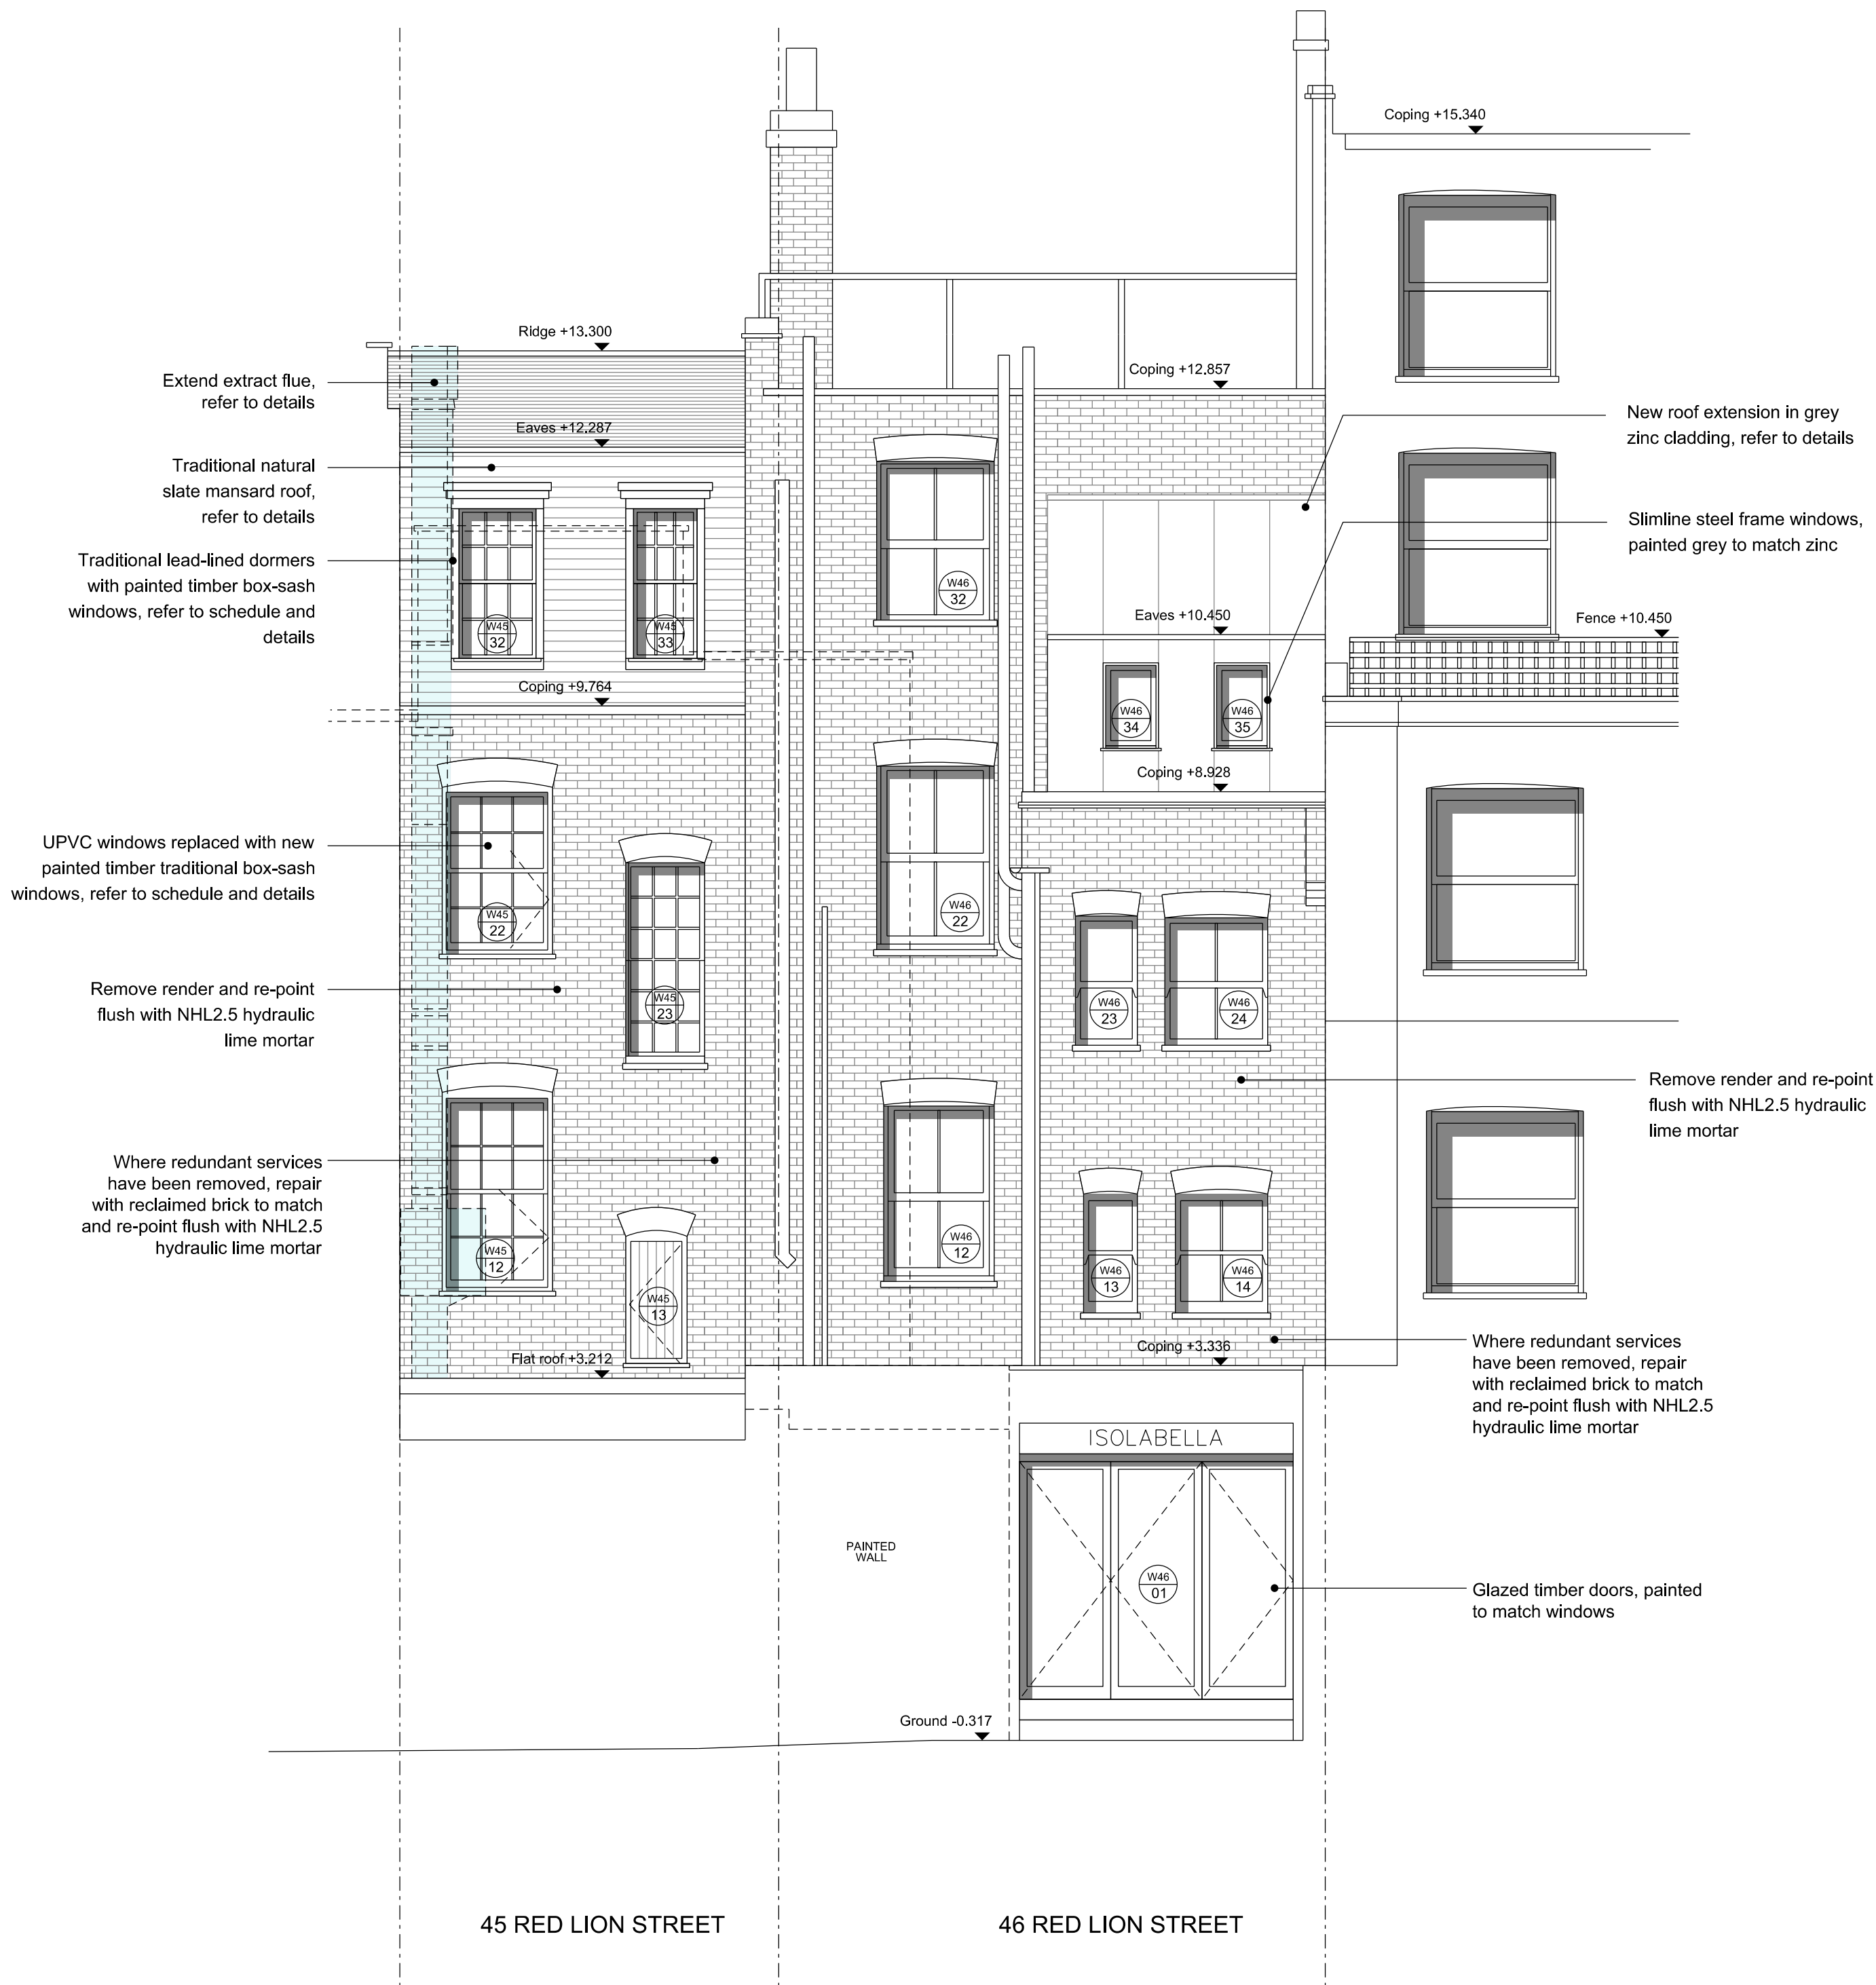 Coping +15.340
Ridge +13.300
Extend extract flue,
refer to details
Coping +12.857
New roof extension in grey
zinc cladding, refer to details
Eaves +12.287
Traditional natural
slate mansard roof,
refer to details
Slimline steel frame windows,
painted grey to match zinc
Traditional lead-lined dormers
with painted timber box-sash
windows, refer to schedule and
details
W46
32
Eaves +10.450
Fence +10.450
W45
32
W45
33
Coping +9.764
W46
34
W46
35
Coping +8.928
UPVC windows replaced with new
painted timber traditional box-sash
windows, refer to schedule and details
W45
22
W46
22
Remove render and re-point
flush with NHL2.5 hydraulic
lime mortar
W45
23
W46
23
W46
24
Remove render and re-point
flush with NHL2.5 hydraulic
lime mortar
Where redundant services
have been removed, repair
with reclaimed brick to match
and re-point flush with NHL2.5
hydraulic lime mortar
W45
12
W46
12
W46
13
W46
14
W45
13
Flat roof +3.212
Coping +3.336
Where redundant services
have been removed, repair
with reclaimed brick to match
and re-point flush with NHL2.5
hydraulic lime mortar
ISOLABELLA
PAINTED
WALL
W46
01
Glazed timber doors, painted
to match windows
Ground -0.317
45 RED LION STREET
46 RED LION STREET